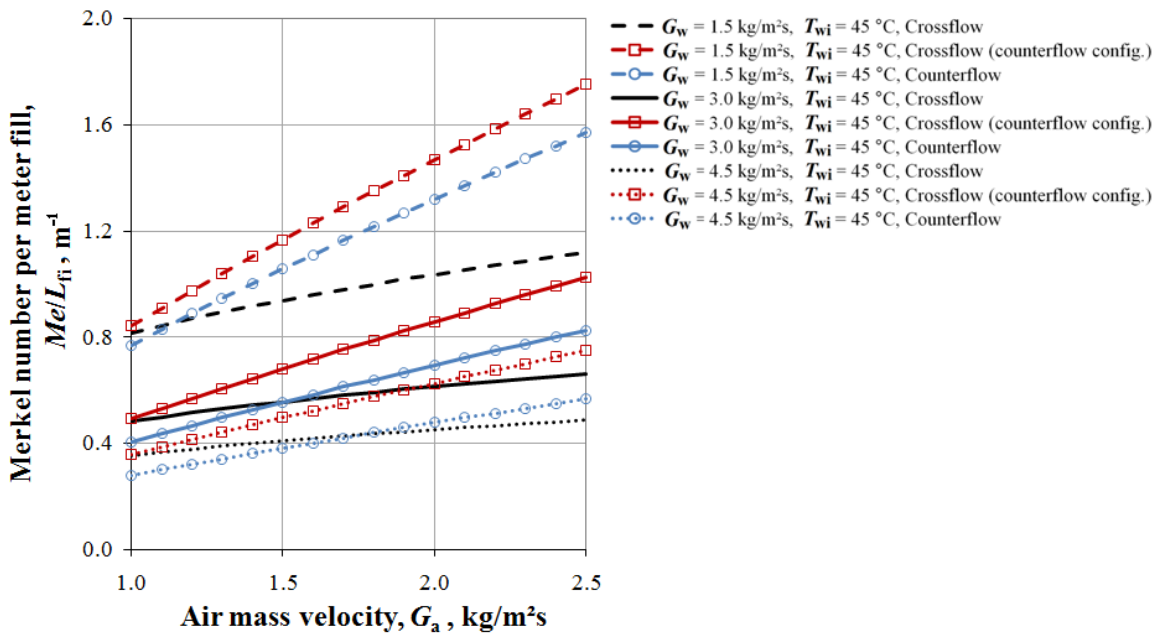 Merkel number per meter fill,
Me/Lfi , m-1
2.0
1.6
1.2
0.8
0.4
0.0
1.0 1.5 2.0 2.5
Air mass velocity, Ga , kg/m²s
Gw = 1.5 kg/m²s, Twi = 45 °C, Crossflow
Gw = 1.5 kg/m²s, Twi = 45 °C, Crossflow (counterflow config.)
Gw = 1.5 kg/m²s, Twi = 45 °C, Counterflow
Gw = 3.0 kg/m²s, Twi = 45 °C, Crossflow
Gw = 3.0 kg/m²s, Twi = 45 °C, Crossflow (counterflow config.)
Gw = 3.0 kg/m²s, Twi = 45 °C, Counterflow
Gw = 4.5 kg/m²s, Twi = 45 °C, Crossflow
Gw = 4.5 kg/m²s, Twi = 45 °C, Crossflow (counterflow config.)
Gw = 4.5 kg/m²s, Twi = 45 °C, Counterflow